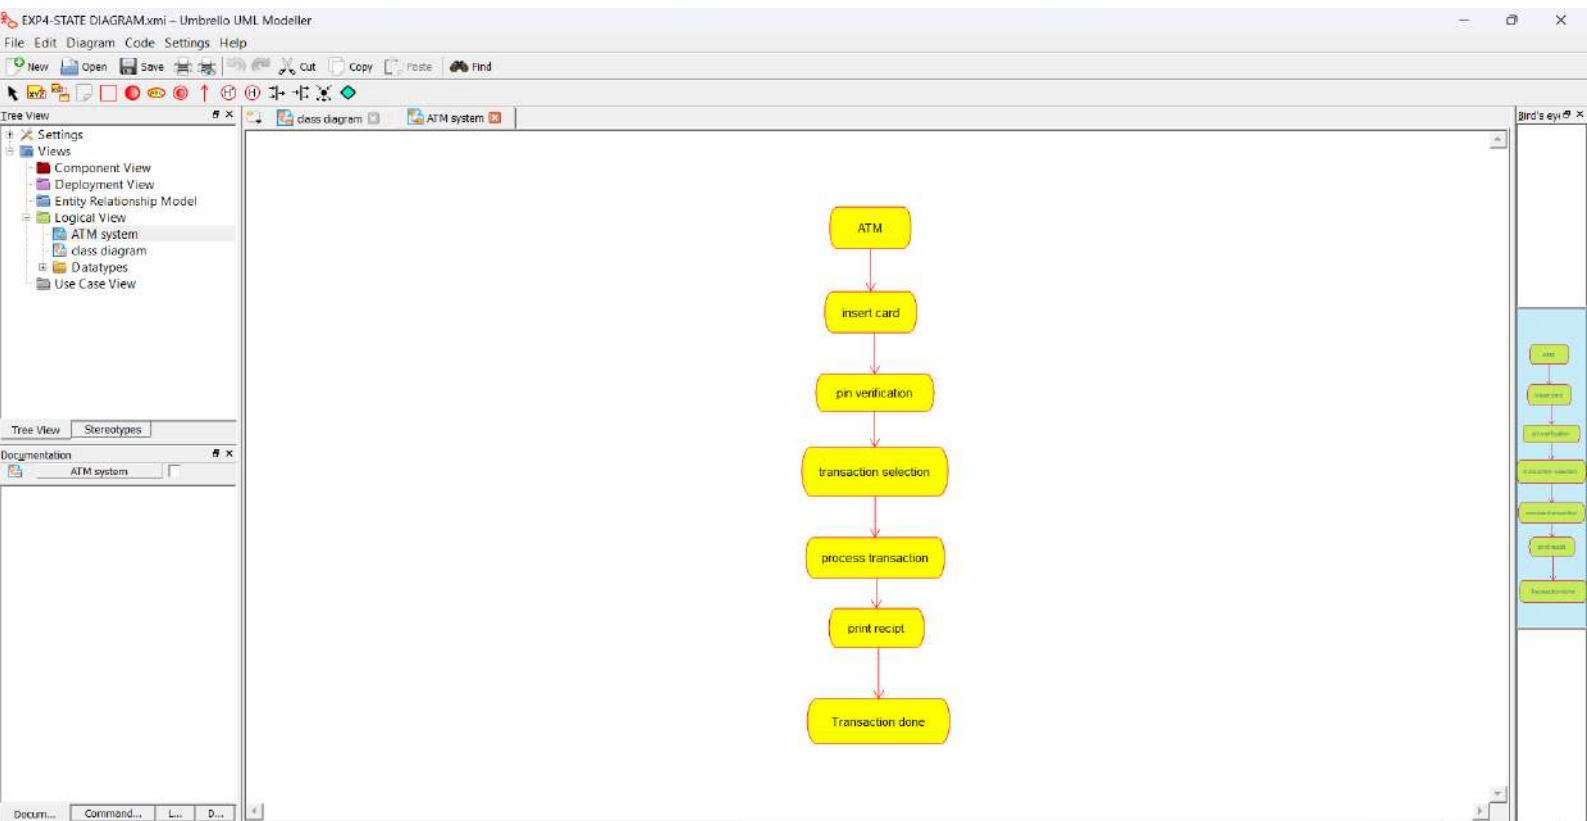 EXP4-STATE DIAGRAM.xmi – Umbrello UML Modeller
File Edit Diagram Code Settings Help
New Open Save Cut Copy Paste Find
Tree View
class diagram
ATM system
Bird's eye
Settings
Views
Component View
Deployment View
Entity Relationship Model
Logical View
ATM system
class diagram
Datatypes
Use Case View
Tree View Stereotypes
Documentation
ATM system
Docum... Command... L... D...
ATM
insert card
pin verification
transaction selection
process transaction
print recipt
Transaction done